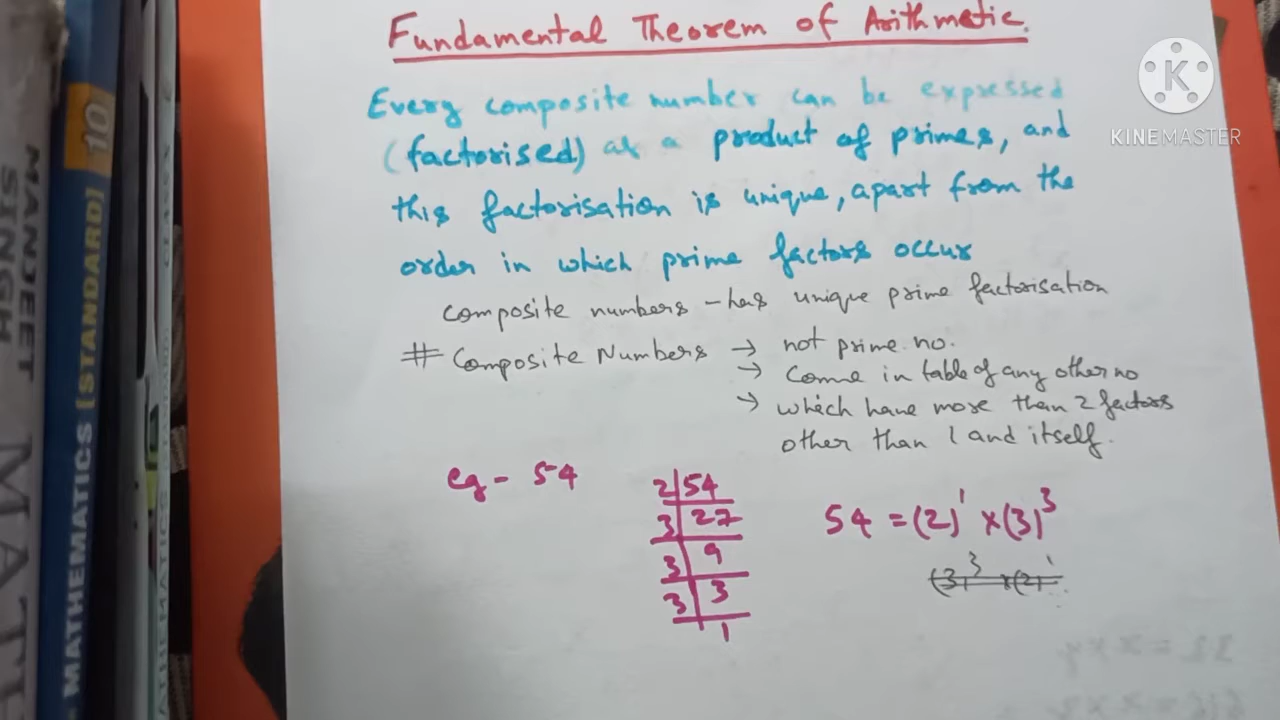 Fundamental Theorem of Arithmetic.
Every composite number can be expressed
(factorised) as a product of primes, and
this factorisation is unique, apart from the
order in which prime factors occur
composite numbers - has unique prime factorisation
# Composite Numbers → not prime no.
→ Come in table of any other no
→ which have more than 2 factors
other than 1 and itself.
eg - 54
2 | 54
3 | 27
3 | 9
3 | 3
1
54 = (2)¹ × (3)³
(3)³ × (2)¹
KINEMASTER
MANJEET SINGH
MATHEMATICS [STANDARD] 10